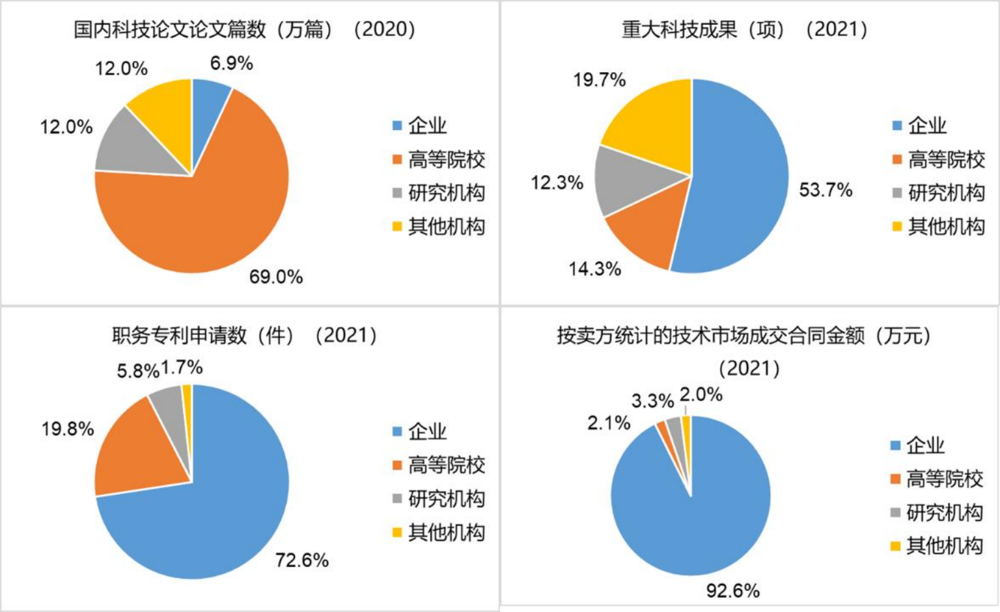 国内科技论文论文篇数（万篇）（2020）
12.0%
6.9%
12.0%
69.0%
企业
高等院校
研究机构
其他机构
重大科技成果（项）（2021）
19.7%
12.3%
53.7%
14.3%
企业
高等院校
研究机构
其他机构
职务专利申请数（件）（2021）
5.8%
1.7%
19.8%
72.6%
企业
高等院校
研究机构
其他机构
按卖方统计的技术市场成交合同金额（万元）
（2021）
3.3%
2.0%
2.1%
92.6%
企业
高等院校
研究机构
其他机构